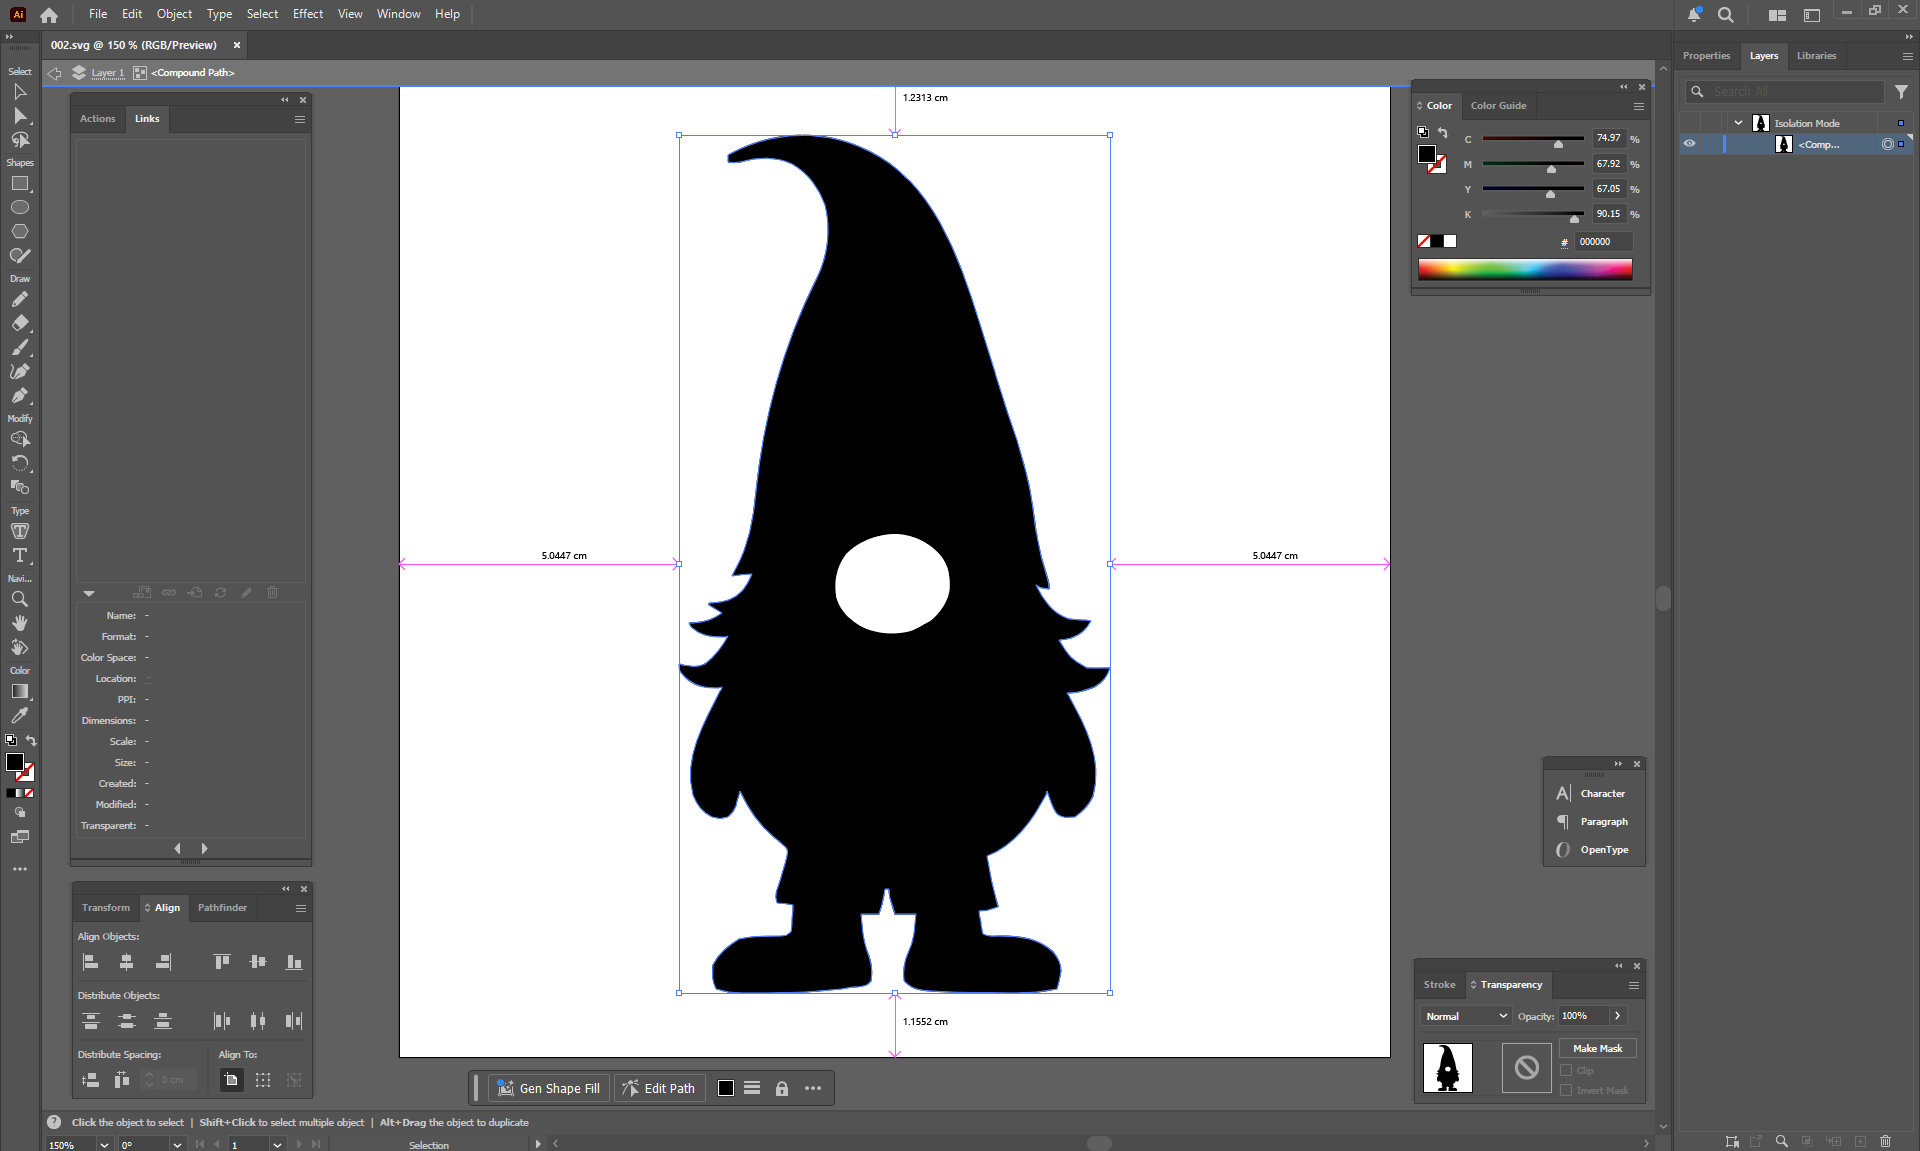 Ai File Edit Object Type Select Effect View Window Help
002.svg @ 150 % (RGB/Preview)
Layer 1 <Compound Path>
Select
Shapes
Draw
Modify
Type
Navi...
Color
Actions Links
Name: -
Format: -
Color Space: -
Location: -
PPI: -
Dimensions: -
Scale: -
Size: -
Created: -
Modified: -
Transparent: -
Transform Align Pathfinder
Align Objects:
Distribute Objects:
Distribute Spacing: Align To:
0 cm
1.2313 cm
5.0447 cm
5.0447 cm
1.1552 cm
Gen Shape Fill Edit Path
Click the object to select | Shift+Click to select multiple object | Alt+Drag the object to duplicate
150% 0° 1 Selection
Color Color Guide
C 74.97 %
M 67.92 %
Y 67.05 %
K 90.15 %
# 000000
Character
Paragraph
OpenType
Stroke Transparency
Normal Opacity: 100%
Make Mask
Clip
Invert Mask
Properties Layers Libraries
Search All
Isolation Mode
<Comp...